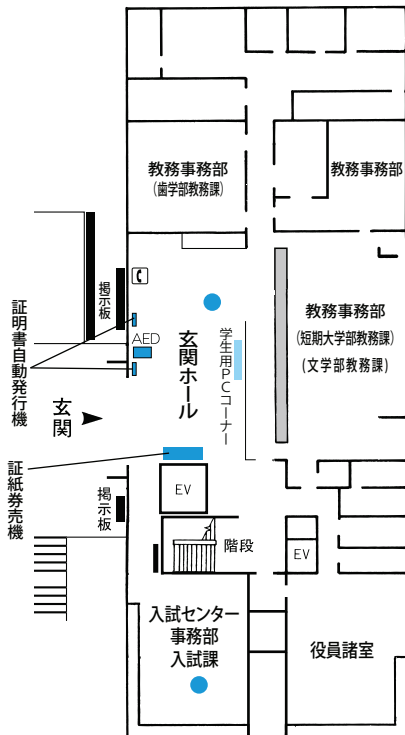 教務事務部
(歯学部教務課)
教務事務部
掲示板
証明書自動発行機
AED
玄関ホール
学生用PCコーナー
教務事務部
(短期大学部教務課)
(文学部教務課)
玄関
証紙券売機
掲示板
EV
階段
EV
入試センター
事務部
入試課
役員諸室